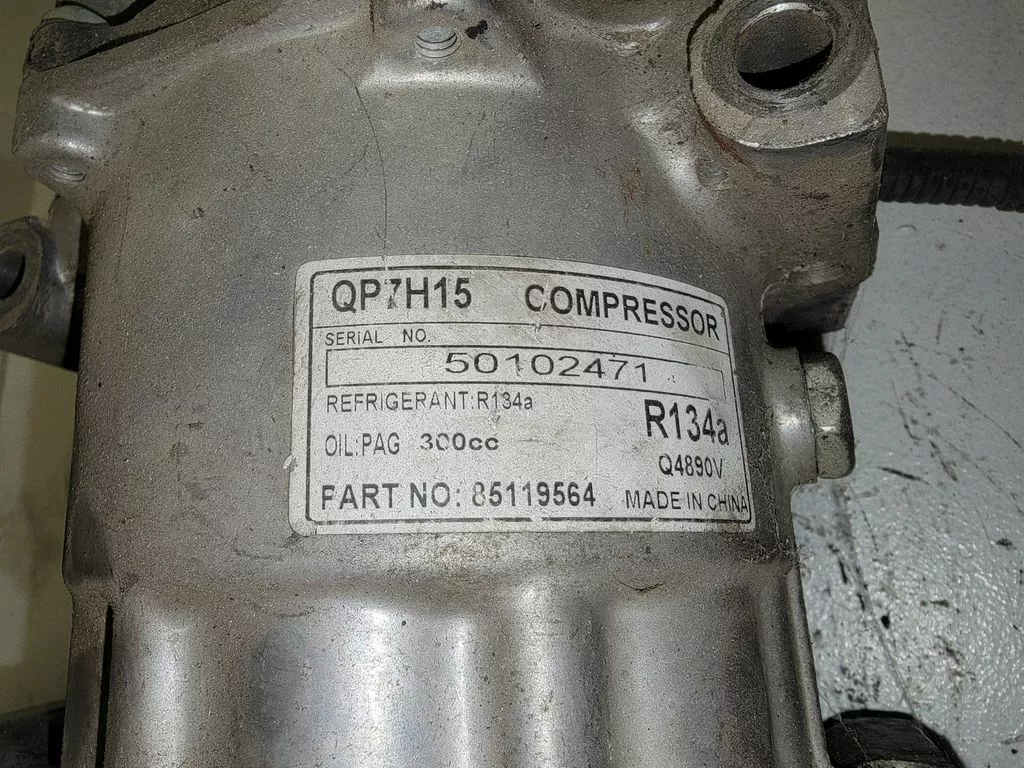 QP7H15 COMPRESSOR
SERIAL NO.
50102471
REFRIGERANT:R134a
R134a
OIL:PAG 300cc
Q4890V
PART NO: 85119564 MADE IN CHINA